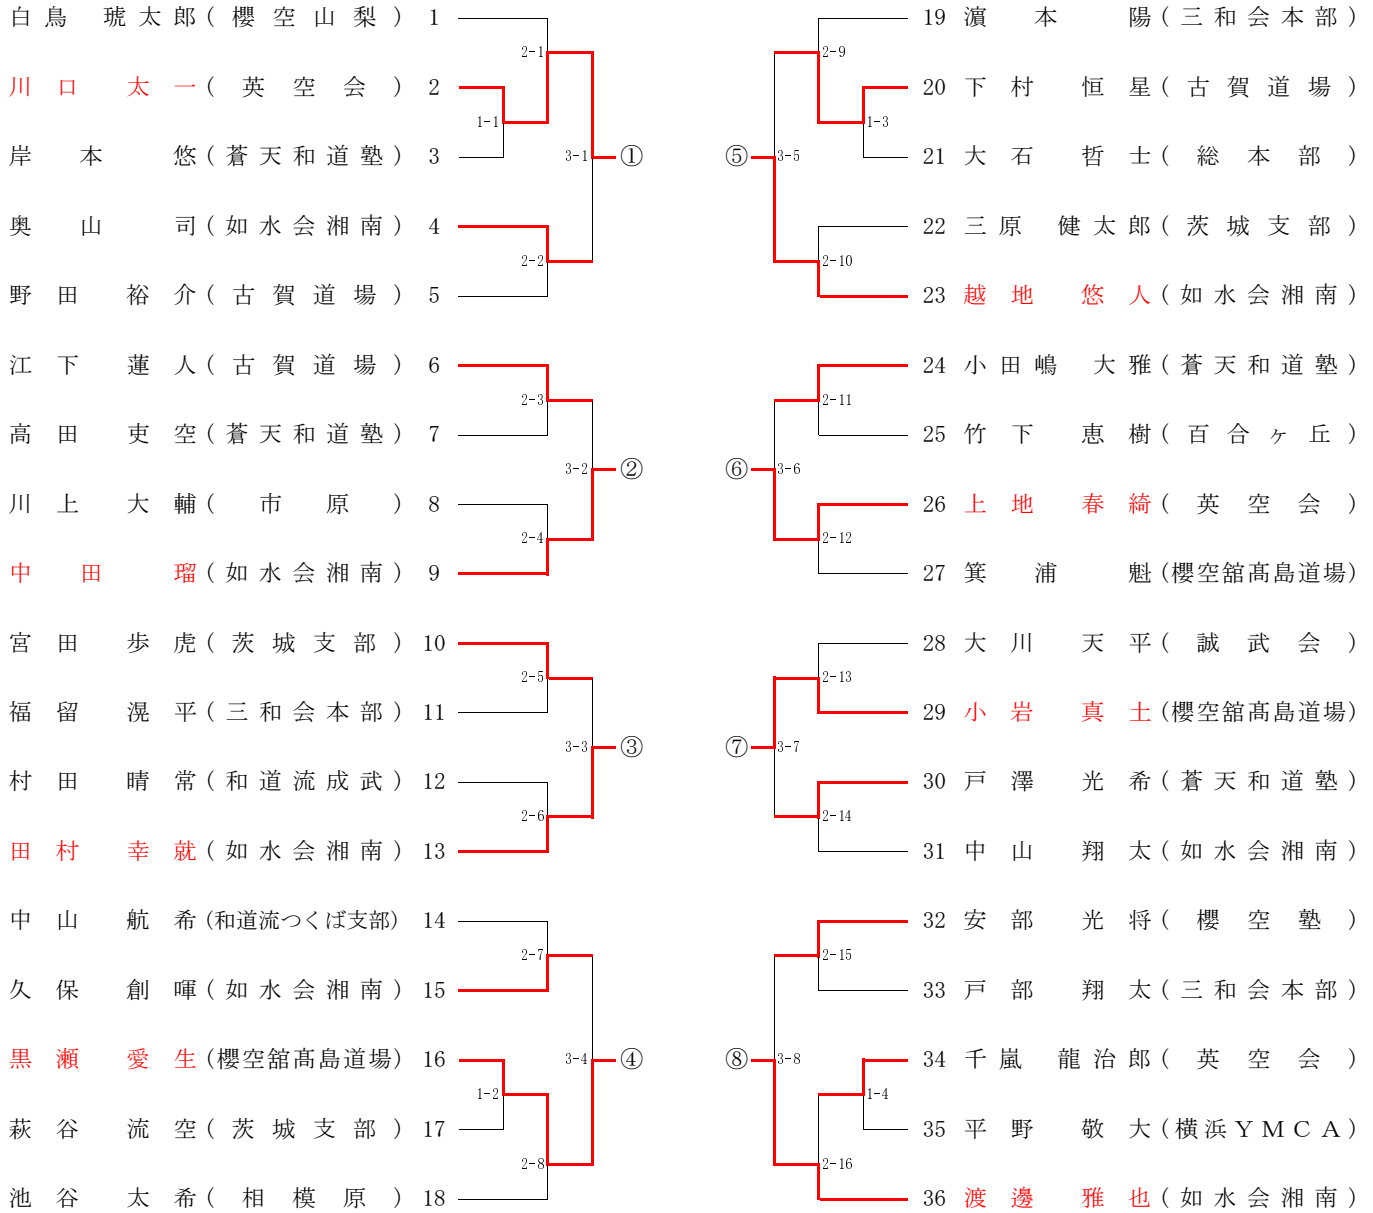 白鳥 琥太郎(櫻空山梨) 1
2-1
川口 太一(英空会) 2
1-1
岸本 悠(蒼天和道塾) 3
3-1 ①
奥山 司(如水会湘南) 4
2-2
野田 裕介(古賀道場) 5
江下 蓮人(古賀道場) 6
2-3
高田 吏空(蒼天和道塾) 7
3-2 ②
川上 大輔(市原) 8
2-4
中田 瑠(如水会湘南) 9
宮田 歩虎(茨城支部) 10
2-5
福留 滉平(三和会本部) 11
3-3 ③
村田 晴常(和道流成武) 12
2-6
田村 幸就(如水会湘南) 13
中山 航希(和道流つくば支部) 14
2-7
久保 創暉(如水会湘南) 15
3-4 ④
黒瀬 愛生(櫻空舘髙島道場) 16
1-2
萩谷 流空(茨城支部) 17
2-8
池谷 太希(相模原) 18
19 濵本 陽(三和会本部)
2-9
20 下村 恒星(古賀道場)
1-3
21 大石 哲士(総本部)
⑤ 3-5
22 三原 健太郎(茨城支部)
2-10
23 越地 悠人(如水会湘南)
24 小田嶋 大雅(蒼天和道塾)
2-11
25 竹下 恵樹(百合ヶ丘)
⑥ 3-6
26 上地 春綺(英空会)
2-12
27 箕浦 魁(櫻空舘髙島道場)
28 大川 天平(誠武会)
2-13
29 小岩 真土(櫻空舘髙島道場)
⑦ 3-7
30 戸澤 光希(蒼天和道塾)
2-14
31 中山 翔太(如水会湘南)
32 安部 光将(櫻空塾)
2-15
33 戸部 翔太(三和会本部)
⑧ 3-8
34 千嵐 龍治郎(英空会)
1-4
35 平野 敬大(横浜YMCA)
2-16
36 渡邊 雅也(如水会湘南)